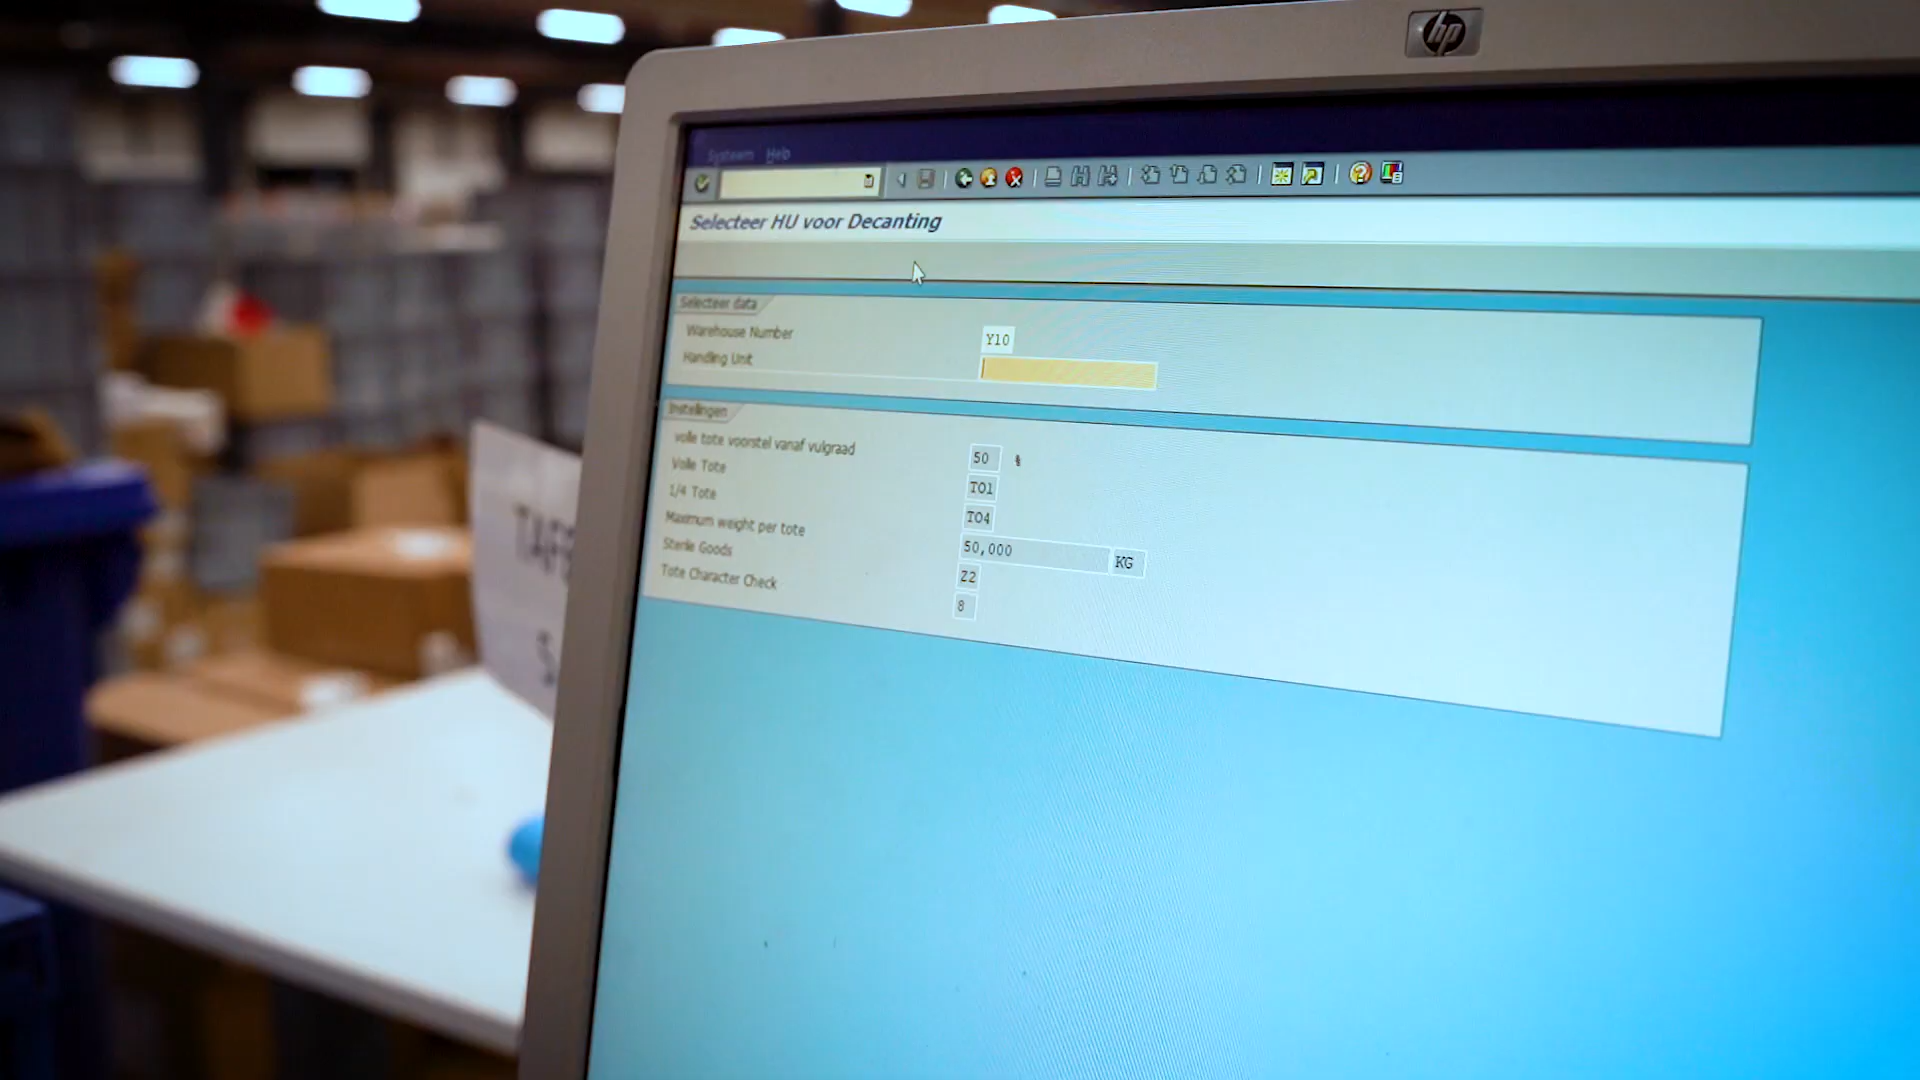 hp
Systeem Help
Selecteer HU voor Decanting
Selecteer data
Warehouse Number Y10
Handling Unit
Instellingen
volle tote voorstel vanaf vulgraad 50 %
Volle Tote TO1
1/4 Tote TO4
Maximum weight per tote 50,000 KG
Sterile Goods Z2
Tote Character Check 8